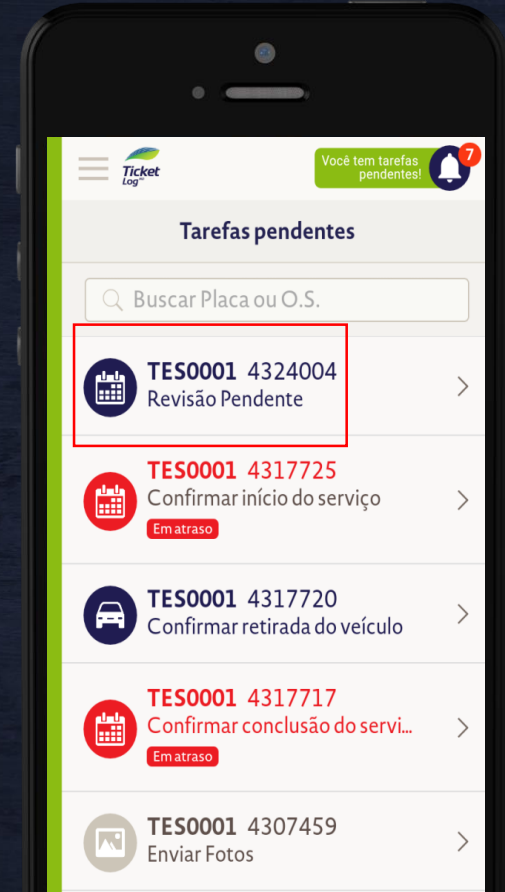 Ticket
Log
Você tem tarefas
pendentes!
7
Tarefas pendentes
Buscar Placa ou O.S.
TES0001 4324004
Revisão Pendente
TES0001 4317725
Confirmar início do serviço
Em atraso
TES0001 4317720
Confirmar retirada do veículo
TES0001 4317717
Confirmar conclusão do servi...
Em atraso
TES0001 4307459
Enviar Fotos